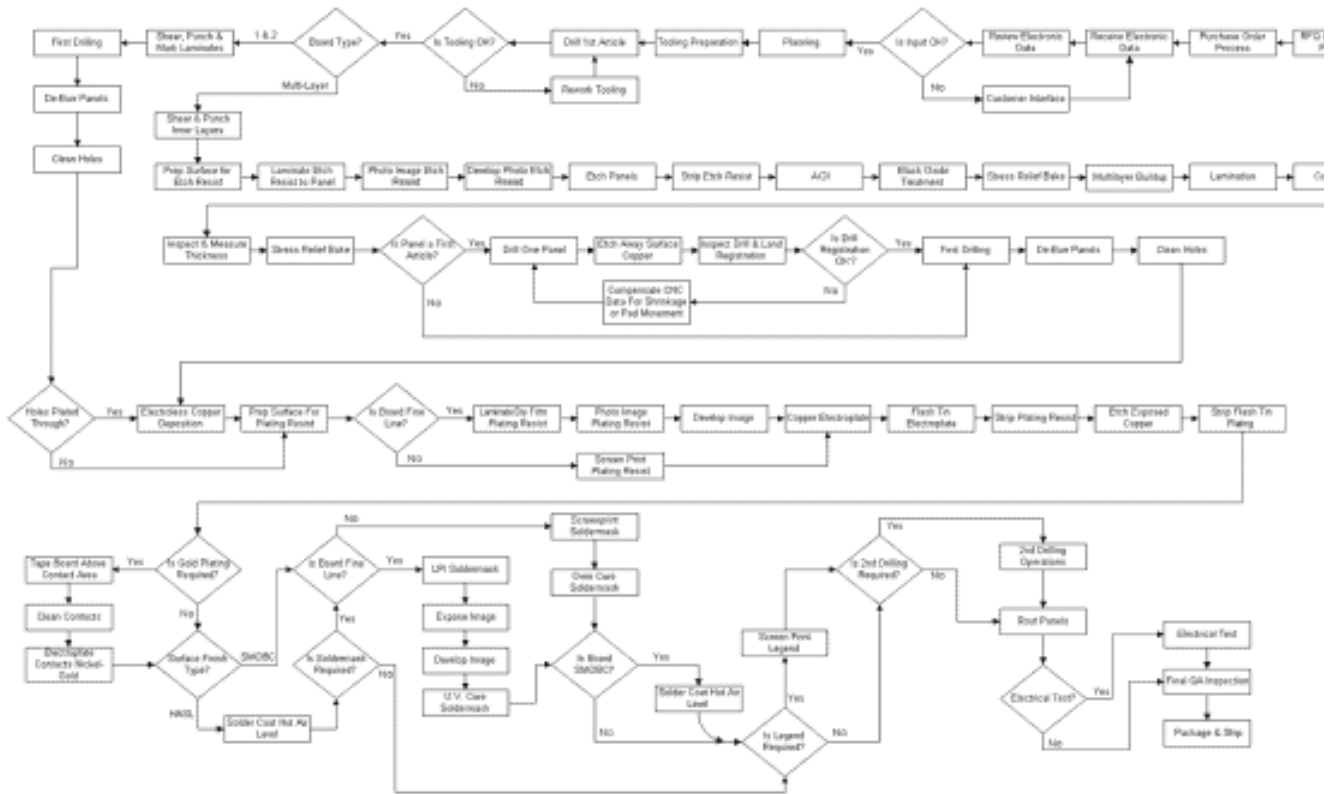 First Drilling
Shear, Punch &
Mark Laminates
1 & 2
Board Type?
Yes
Is Tooling OK?
Drill 1st Article
Tooling Preparation
Planning
Yes
Is Input OK?
Review Electronic
Data
Receive Electronic
Data
Purchase Order
Process
Multi-Layer
No
Rework Tooling
No
Customer Interface
De-Burr Panels
Shear & Punch
Inner Layers
Clean Holes
Prep Surface for
Etch Resist
Laminate Etch
Resist to Panel
Photo Image Etch
Resist
Develop Photo Etch
Resist
Etch Panels
Strip Etch Resist
AOI
Black Oxide
Treatment
Stress Relief Bake
Multilayer Buildup
Lamination
Inspect & Measure
Thickness
Stress Relief Bake
Is Panel a First
Article?
Yes
Drill One Panel
Etch Away Surface
Copper
Inspect Drill & Land
Registration
Is Drill
Registration
OK?
Yes
First Drilling
De-Burr Panels
Clean Holes
No
Compensate CNC
Data For Shrinkage
or Pad Movement
No
Holes Plated
Through?
Yes
Electroless Copper
Deposition
Prep Surface For
Plating Resist
Is Board Fine
Line?
Yes
Laminate Dry Film
Plating Resist
Photo Image
Plating Resist
Develop Image
Copper Electroplate
Flash Tin
Electroplate
Strip Plating Resist
Etch Exposed
Copper
Strip Flash Tin
Plating
No
No
Screen Print
Plating Resist
No
Screenprint
Soldermask
Yes
Tape Board Above
Contact Area
Yes
Is Gold Plating
Required?
Is Board Fine
Line?
Yes
LPI Soldermask
Oven Cure
Soldermask
Is 2nd Drilling
Required?
No
2nd Drilling
Operations
Clean Contacts
No
Yes
Expose Image
Rout Panels
Electroplate
Contacts Nickel-
Gold
Surface Finish
Type?
SMOBC
Is Soldermask
Required?
No
Develop Image
Is Board
SMOBC?
Yes
Screen Print
Legend
Electrical Test
U.V. Cure
Soldermask
Solder Coat Hot Air
Level
Yes
Electrical Test?
Yes
Final QA Inspection
HASL
Solder Coat Hot Air
Level
No
Is Legend
Required?
No
No
Package & Ship